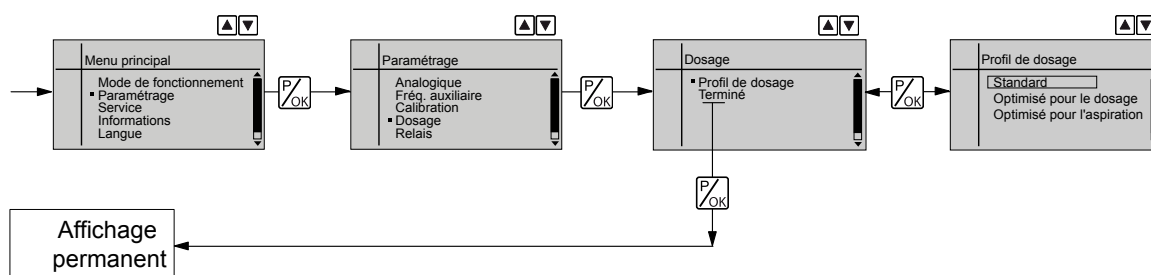 Menu principal
Mode de fonctionnement
Paramétrage
Service
Informations
Langue
P/OK
Paramétrage
Analogique
Fréq. auxiliaire
Calibration
Dosage
Relais
P/OK
Dosage
Profil de dosage
Terminé
P/OK
Profil de dosage
Standard
Optimisé pour le dosage
Optimisé pour l'aspiration
P/OK
Affichage
permanent